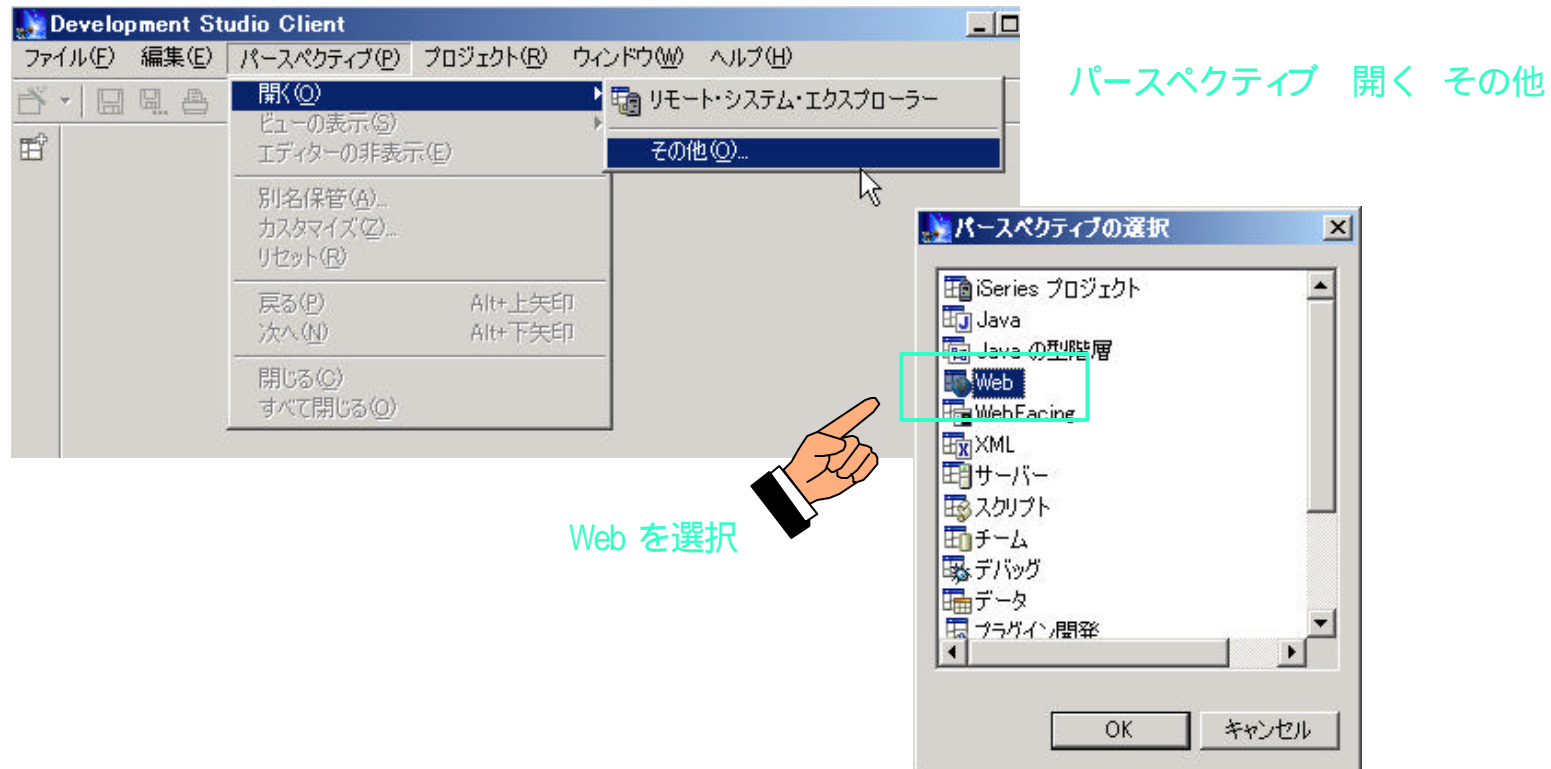 Development Studio Client
ファイル(F) 編集(E) パースペクティブ(P) プロジェクト(R) ウィンドウ(W) ヘルプ(H)
開く(O)
ビューの表示(S)
エディターの非表示(E)
別名保管(A)...
カスタマイズ(Z)...
リセット(R)
戻る(P) Alt+上矢印
次へ(N) Alt+下矢印
閉じる(C)
すべて閉じる(O)
リモート・システム・エクスプローラー
その他(O)...
パースペクティブ 開く その他
パースペクティブの選択
iSeries プロジェクト
Java
Java の型階層
Web
WebFacing
XML
サーバー
スクリプト
チーム
デバッグ
データ
プラグイン開発
OK キャンセル
Web を選択